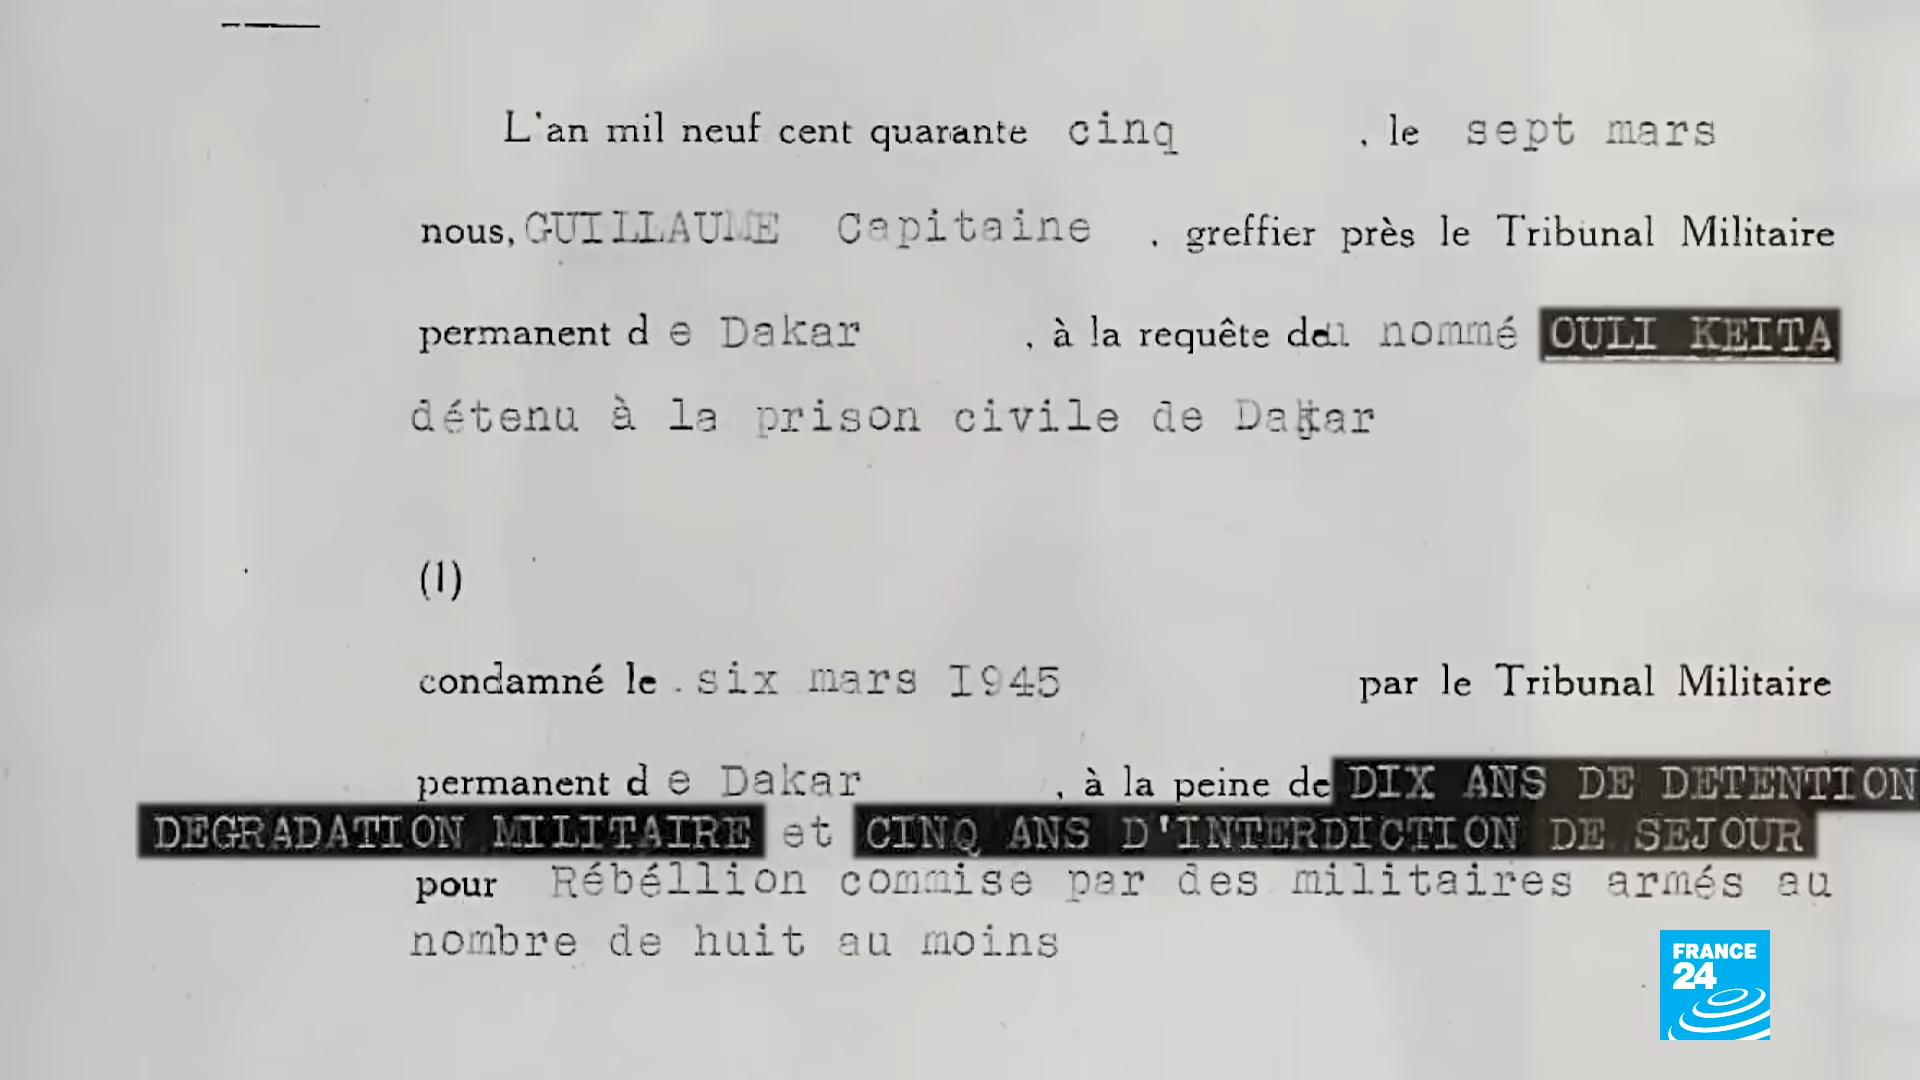 L'an mil neuf cent quarante cinq , le sept mars
nous, GUILLAUME Capitaine , greffier près le Tribunal Militaire
permanent d e Dakar , à la requête du nommé OULI KEITA
détenu à la prison civile de Dakar
(1)
condamné le six mars 1945 par le Tribunal Militaire
permanent d e Dakar , à la peine de DIX ANS DE DETENTION
DEGRADATION MILITAIRE et CINQ ANS D'INTERDICTION DE SEJOUR
pour Rébéllion commise par des militaires armés au
nombre de huit au moins
FRANCE
24